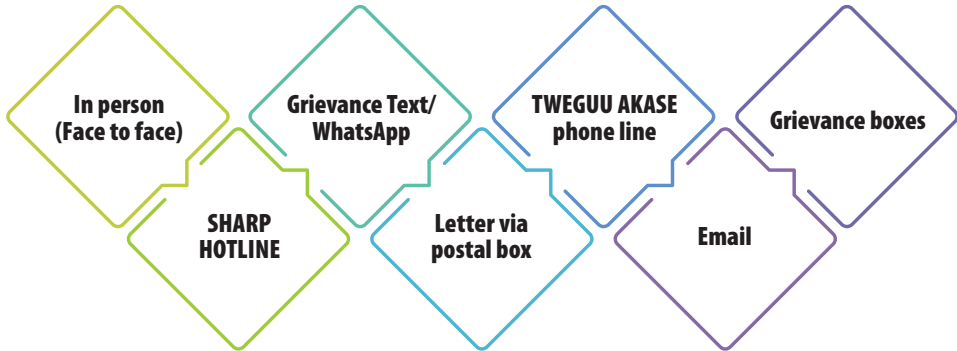 In person
(Face to face)
SHARP
HOTLINE
Grievance Text/
WhatsApp
Letter via
postal box
TWEGUU AKASE
phone line
Email
Grievance boxes